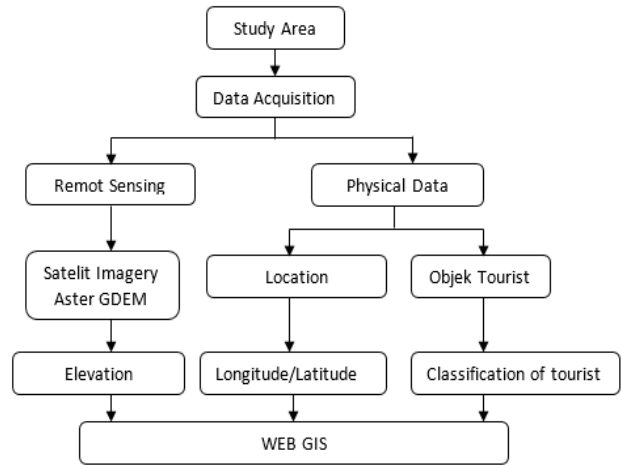 Study Area
Data Acquisition
Remot Sensing
Physical Data
Satelit Imagery
Aster GDEM
Location
Objek Tourist
Elevation
Longitude/Latitude
Classification of tourist
WEB GIS